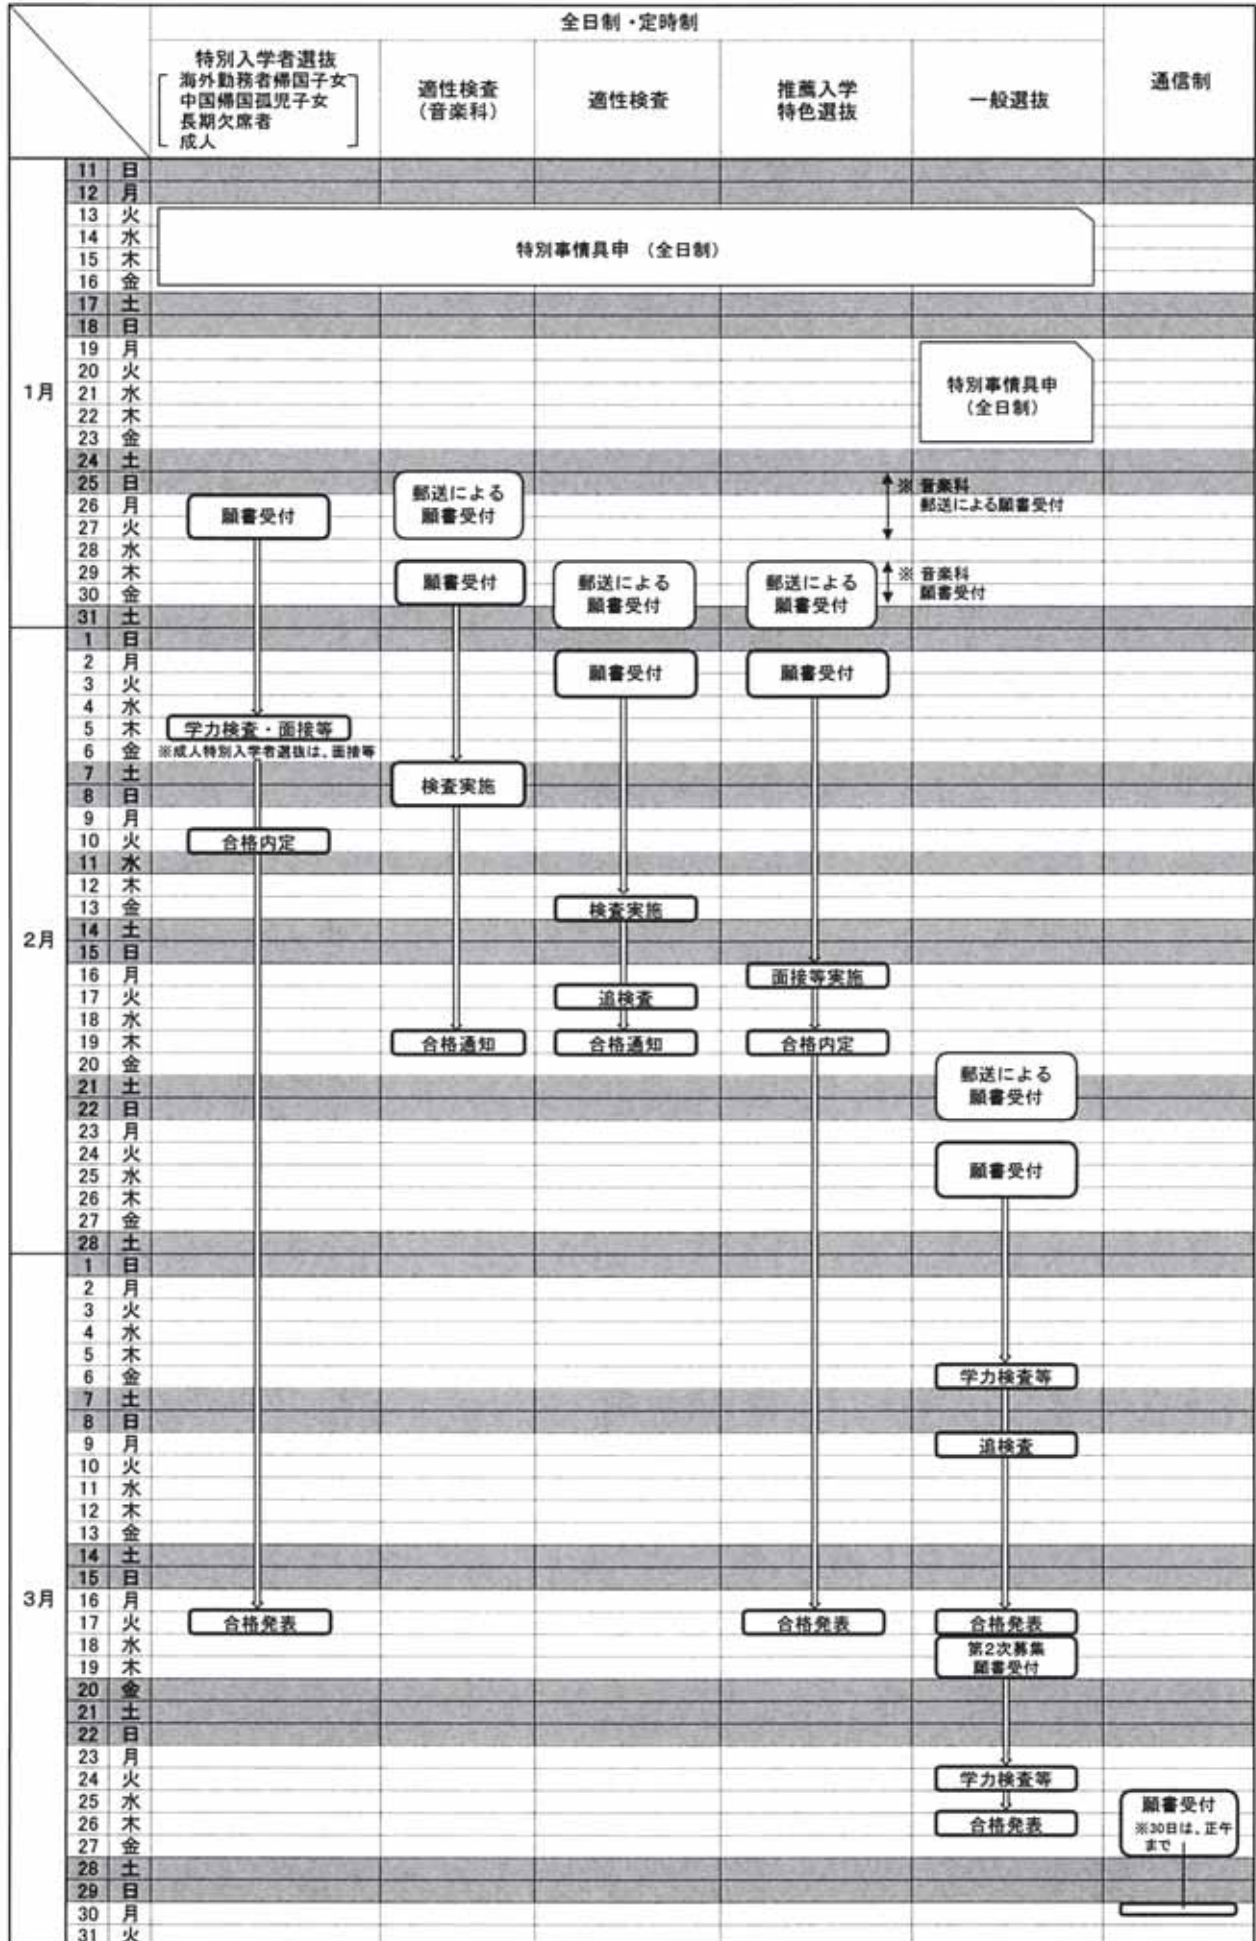 全日制・定時制
特別入学者選抜
海外勤務者帰国子女
中国帰国孤児子女
長期欠席者
成人
適性検査
(音楽科)
適性検査
推薦入学
特色選抜
一般選抜
通信制
1月
11 日
12 月
13 火
14 水
15 木
16 金
特別事情具申 (全日制)
17 土
18 日
19 月
20 火
21 水
22 木
23 金
特別事情具申
(全日制)
24 土
25 日
26 月
27 火
28 水
29 木
30 金
31 土
願書受付
郵送による
願書受付
※ 音楽科
郵送による願書受付
願書受付
郵送による
願書受付
郵送による
願書受付
※ 音楽科
願書受付
2月
1 日
2 月
3 火
4 水
5 木
6 金
7 土
8 日
9 月
10 火
11 水
12 木
13 金
14 土
15 日
16 月
17 火
18 水
19 木
20 金
21 土
22 日
23 月
24 火
25 水
26 木
27 金
28 土
願書受付
願書受付
学力検査・面接等
※成人特別入学者選抜は、面接等
検査実施
合格内定
検査実施
面接等実施
追検査
合格通知
合格通知
合格内定
郵送による
願書受付
願書受付
3月
1 日
2 月
3 火
4 水
5 木
6 金
7 土
8 日
9 月
10 火
11 水
12 木
13 金
14 土
15 日
16 月
17 火
18 水
19 木
20 金
21 土
22 日
23 月
24 火
25 水
26 木
27 金
28 土
29 日
30 月
31 火
学力検査等
追検査
合格発表
合格発表
合格発表
第2次募集
願書受付
学力検査等
合格発表
願書受付
※30日は、正午
まで